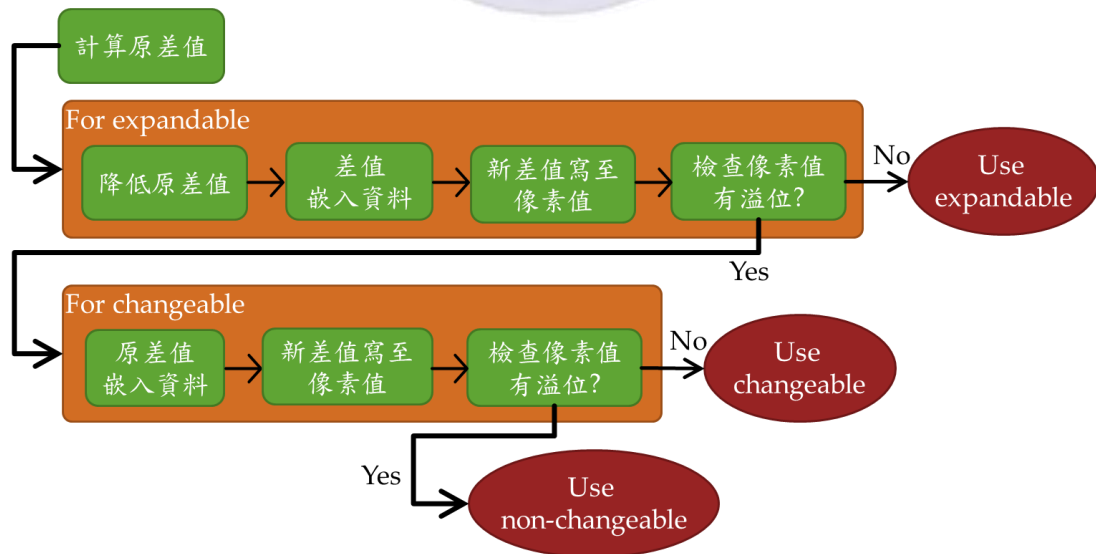 計算原差值
For expandable
降低原差值
差值
嵌入資料
新差值寫至
像素值
檢查像素值
有溢位?
No
Use
expandable
Yes
For changeable
原差值
嵌入資料
新差值寫至
像素值
檢查像素值
有溢位?
No
Use
changeable
Yes
Use
non-changeable